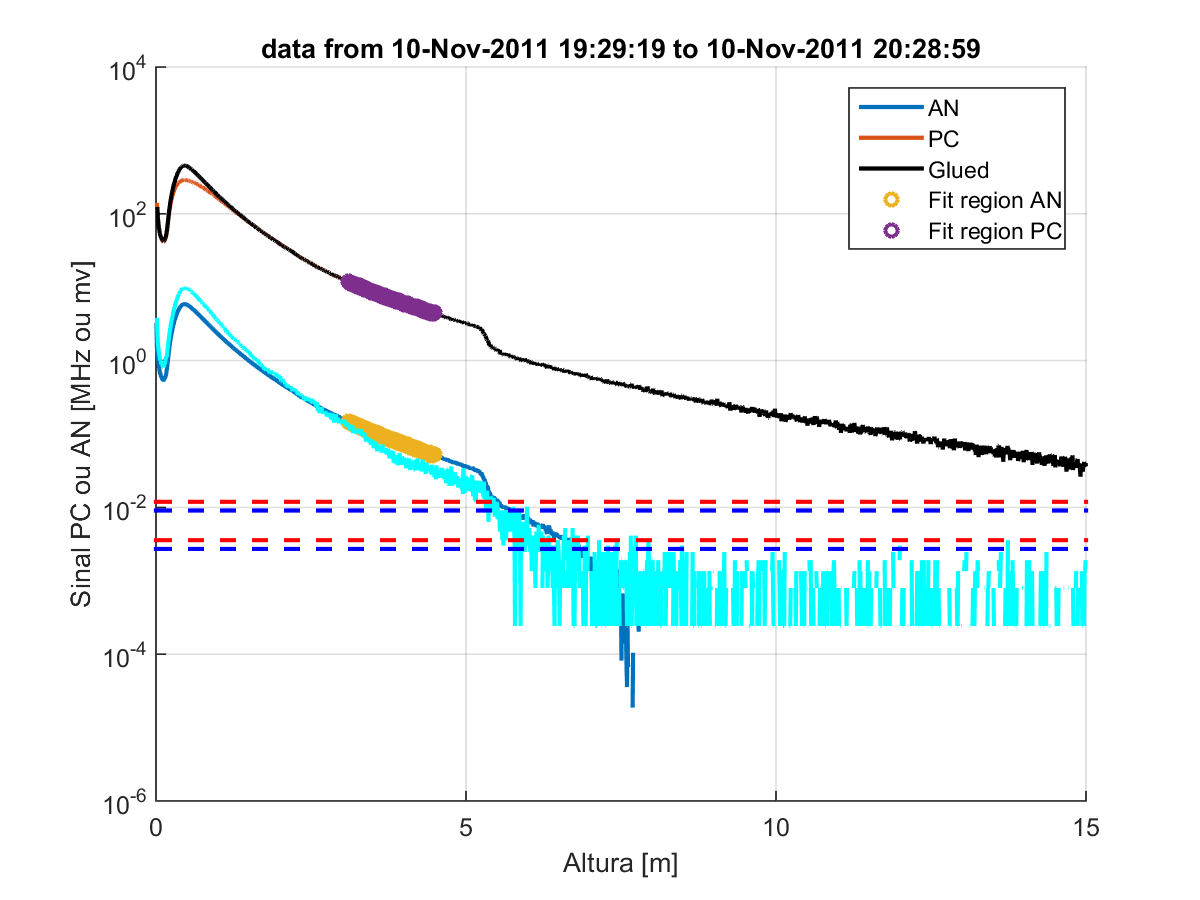 data from 10-Nov-2011 19:29:19 to 10-Nov-2011 20:28:59
10^4
10^2
10^0
10^-2
10^-4
10^-6
Sinal PC ou AN [MHz ou mv]
AN
PC
Glued
Fit region AN
Fit region PC
0 5 10 15
Altura [m]